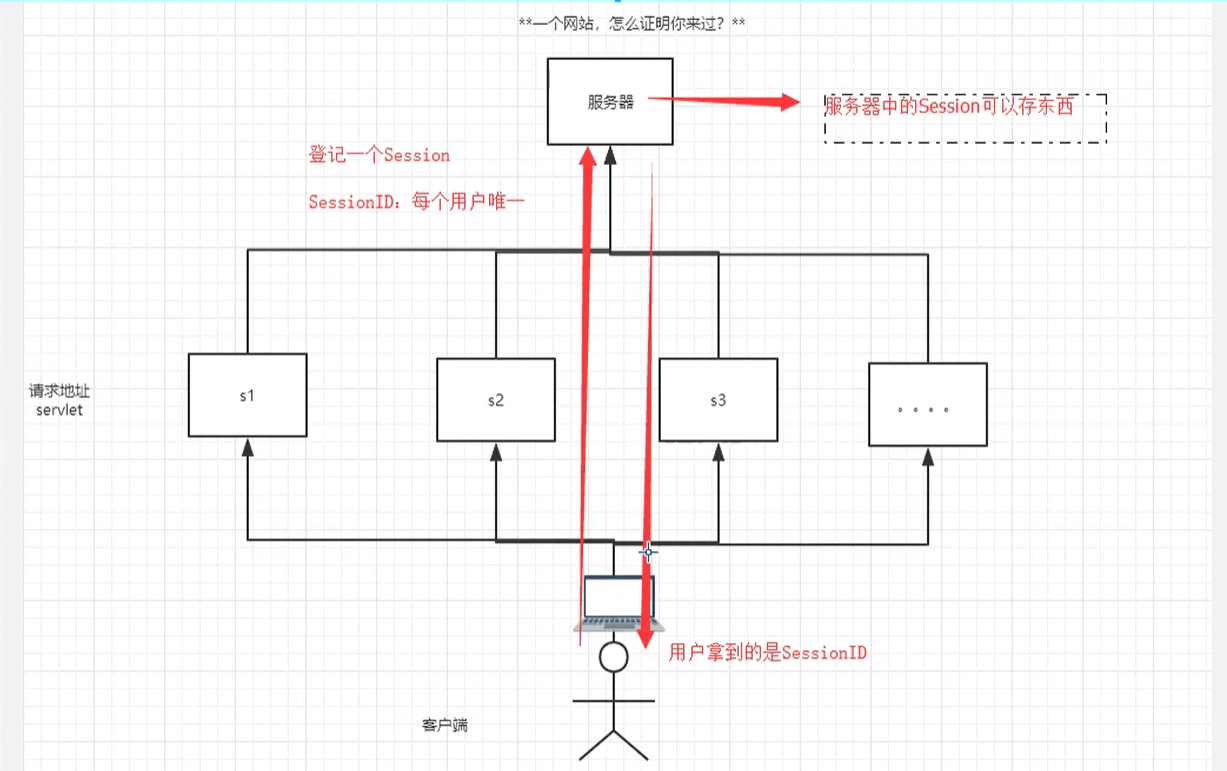 **一个网站，怎么证明你来过？**
服务器
服务器中的Session可以存东西
登记一个Session
SessionID：每个用户唯一
请求地址
servlet
s1
s2
s3
。。。。
用户拿到的是SessionID
客户端